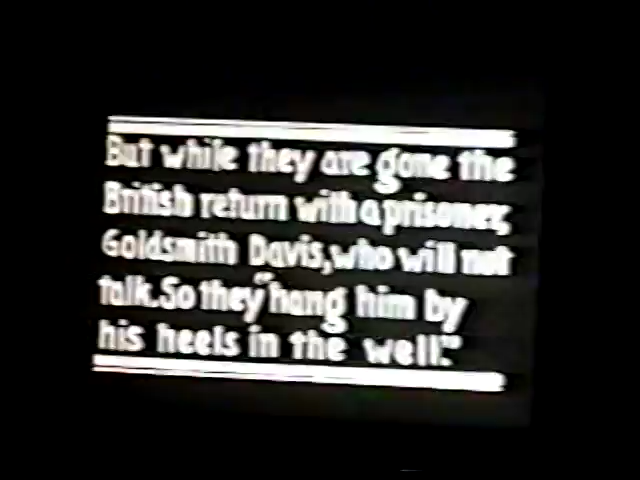 But while they are gone the
British return with a prisoner,
Goldsmith Davis, who will not
talk. So they "hang him by
his heels in the well."